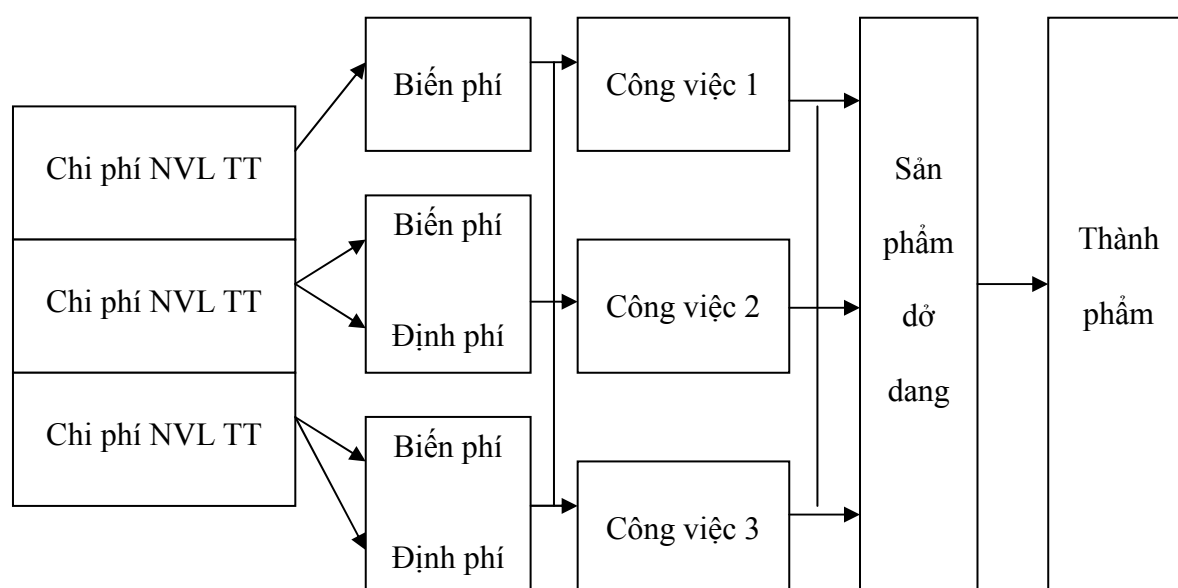 Chi phí NVL TT
Chi phí NVL TT
Chi phí NVL TT
Biến phí
Biến phí
Định phí
Biến phí
Định phí
Công việc 1
Công việc 2
Công việc 3
Sản
phẩm
dở
dang
Thành
phẩm